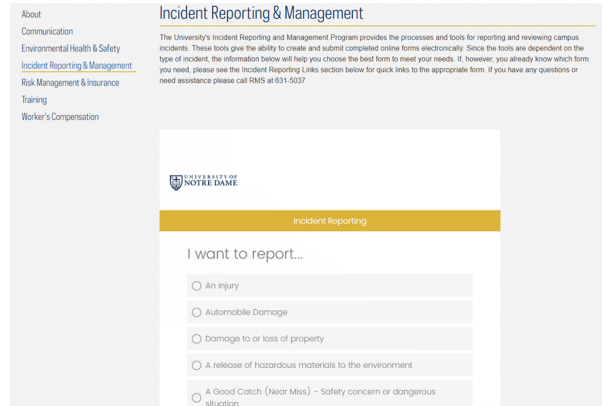 About
Communication
Environmental Health & Safety
Incident Reporting & Management
Risk Management & Insurance
Training
Worker's Compensation
Incident Reporting & Management
The University's Incident Reporting and Management Program provides the processes and tools for reporting and reviewing campus
incidents. These tools give the ability to create and submit completed online forms electronically. Since the tools are dependent on the
type of incident, the information below will help you choose the best form to meet your needs. If, however, you already know which form
you need, please see the Incident Reporting Links section below for quick links to the appropriate form. If you have any questions or
need assistance please call RMS at 631-5037.
UNIVERSITY OF
NOTRE DAME
Incident Reporting
I want to report...
An injury
Automobile Damage
Damage to or loss of property
A release of hazardous materials to the environment
A Good Catch (Near Miss) - Safety concern or dangerous
situation